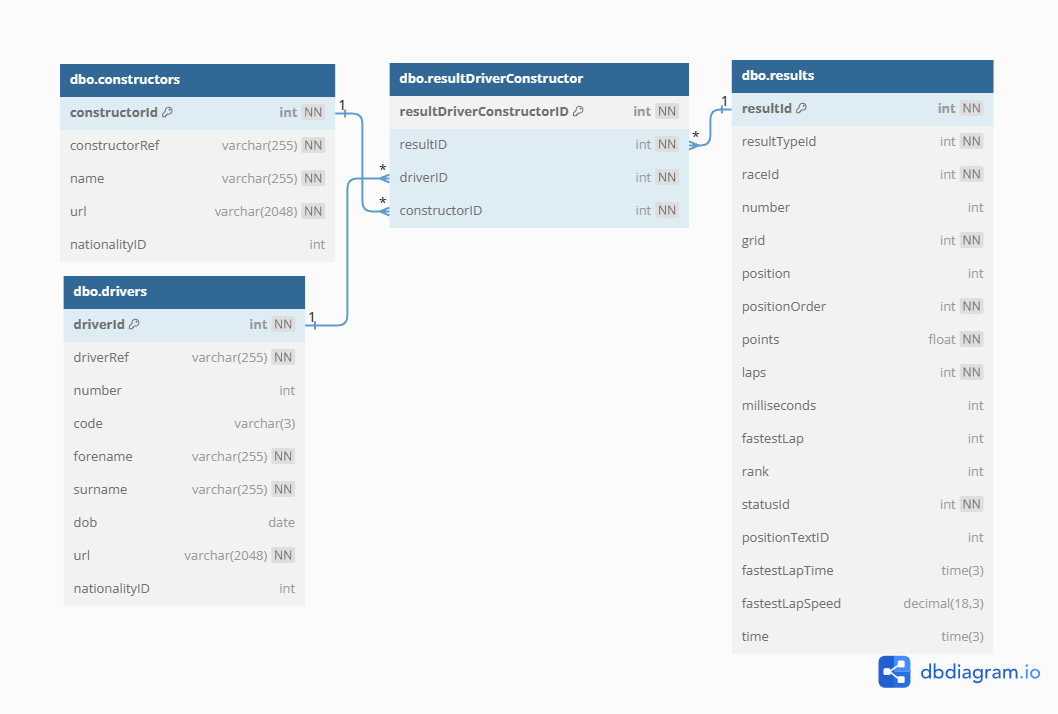 dbo.constructors
constructorId int NN
constructorRef varchar(255) NN
name varchar(255) NN
url varchar(2048) NN
nationalityID int
1
dbo.resultDriverConstructor
resultDriverConstructorID int NN
resultID int NN
driverID int NN
constructorID int NN
*
*
*
dbo.results
1
resultId int NN
resultTypeId int NN
raceId int NN
number int
grid int NN
position int
positionOrder int NN
points float NN
laps int NN
milliseconds int
fastestLap int
rank int
statusId int NN
positionTextID int
fastestLapTime time(3)
fastestLapSpeed decimal(18,3)
time time(3)
dbo.drivers
driverId int NN
1
driverRef varchar(255) NN
number int
code varchar(3)
forename varchar(255) NN
surname varchar(255) NN
dob date
url varchar(2048) NN
nationalityID int
dbdiagram.io